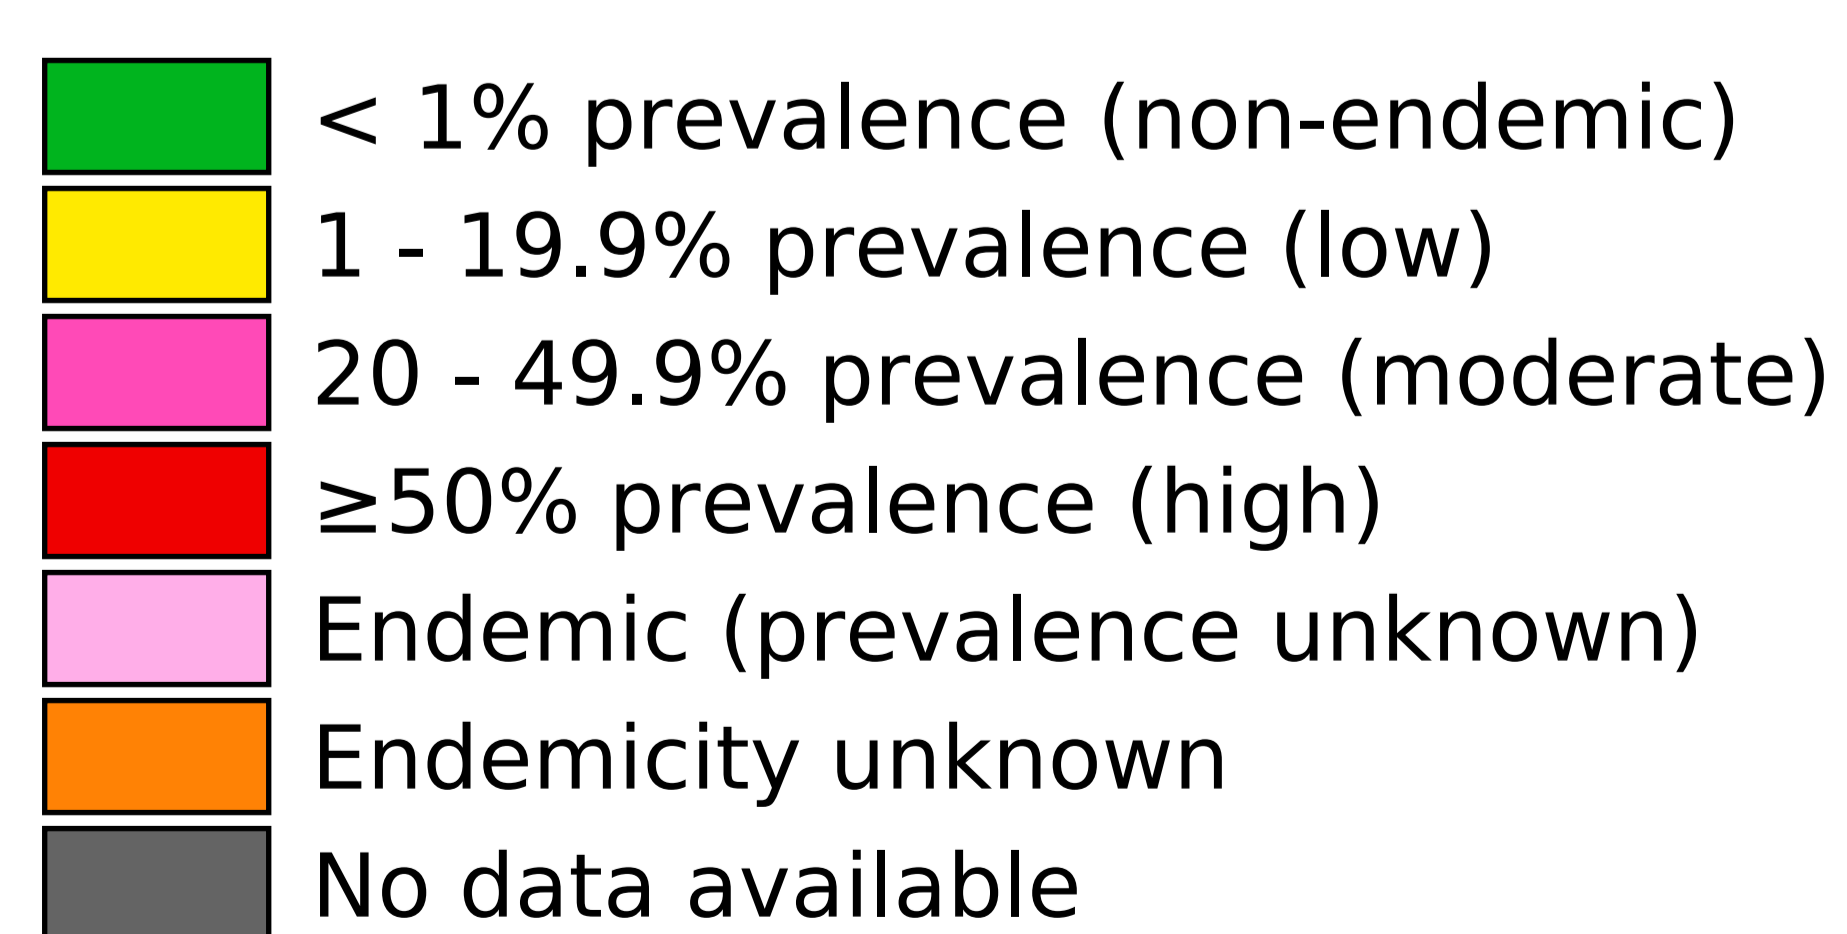 < 1% prevalence (non-endemic)
1 - 19.9% prevalence (low)
20 - 49.9% prevalence (moderate)
≥50% prevalence (high)
Endemic (prevalence unknown)
Endemicity unknown
No data available